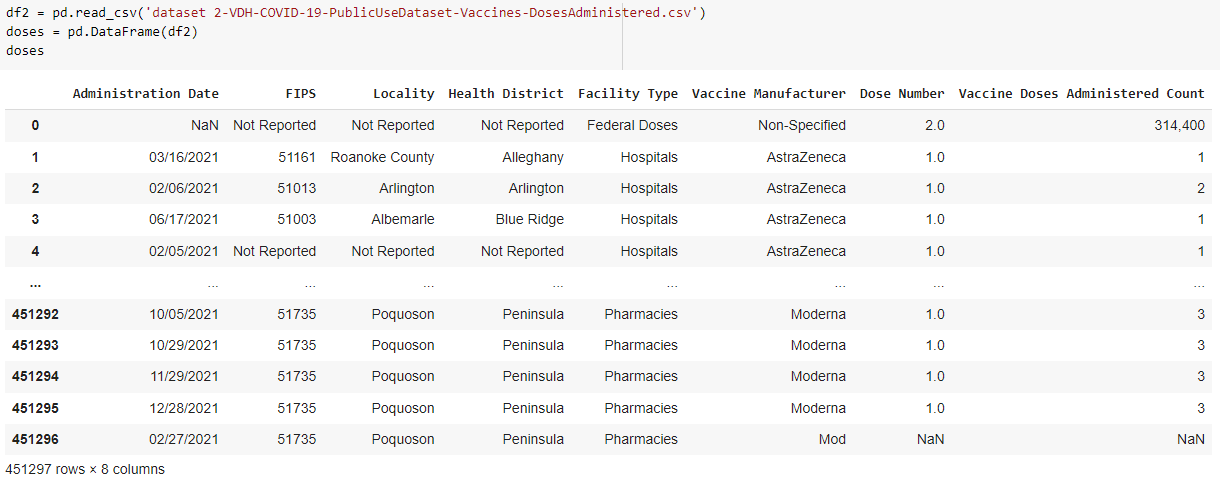 df2 = pd.read_csv('dataset 2-VDH-COVID-19-PublicUseDataset-Vaccines-DosesAdministered.csv')
doses = pd.DataFrame(df2)
doses
Administration Date FIPS Locality Health District Facility Type Vaccine Manufacturer Dose Number Vaccine Doses Administered Count
0 NaN Not Reported Not Reported Not Reported Federal Doses Non-Specified 2.0 314,400
1 03/16/2021 51161 Roanoke County Alleghany Hospitals AstraZeneca 1.0 1
2 02/06/2021 51013 Arlington Arlington Hospitals AstraZeneca 1.0 2
3 06/17/2021 51003 Albemarle Blue Ridge Hospitals AstraZeneca 1.0 1
4 02/05/2021 Not Reported Not Reported Not Reported Hospitals AstraZeneca 1.0 1
... ... ... ... ... ... ... ... ...
451292 10/05/2021 51735 Poquoson Peninsula Pharmacies Moderna 1.0 3
451293 10/29/2021 51735 Poquoson Peninsula Pharmacies Moderna 1.0 3
451294 11/29/2021 51735 Poquoson Peninsula Pharmacies Moderna 1.0 3
451295 12/28/2021 51735 Poquoson Peninsula Pharmacies Moderna 1.0 3
451296 02/27/2021 51735 Poquoson Peninsula Pharmacies Mod NaN NaN
451297 rows × 8 columns